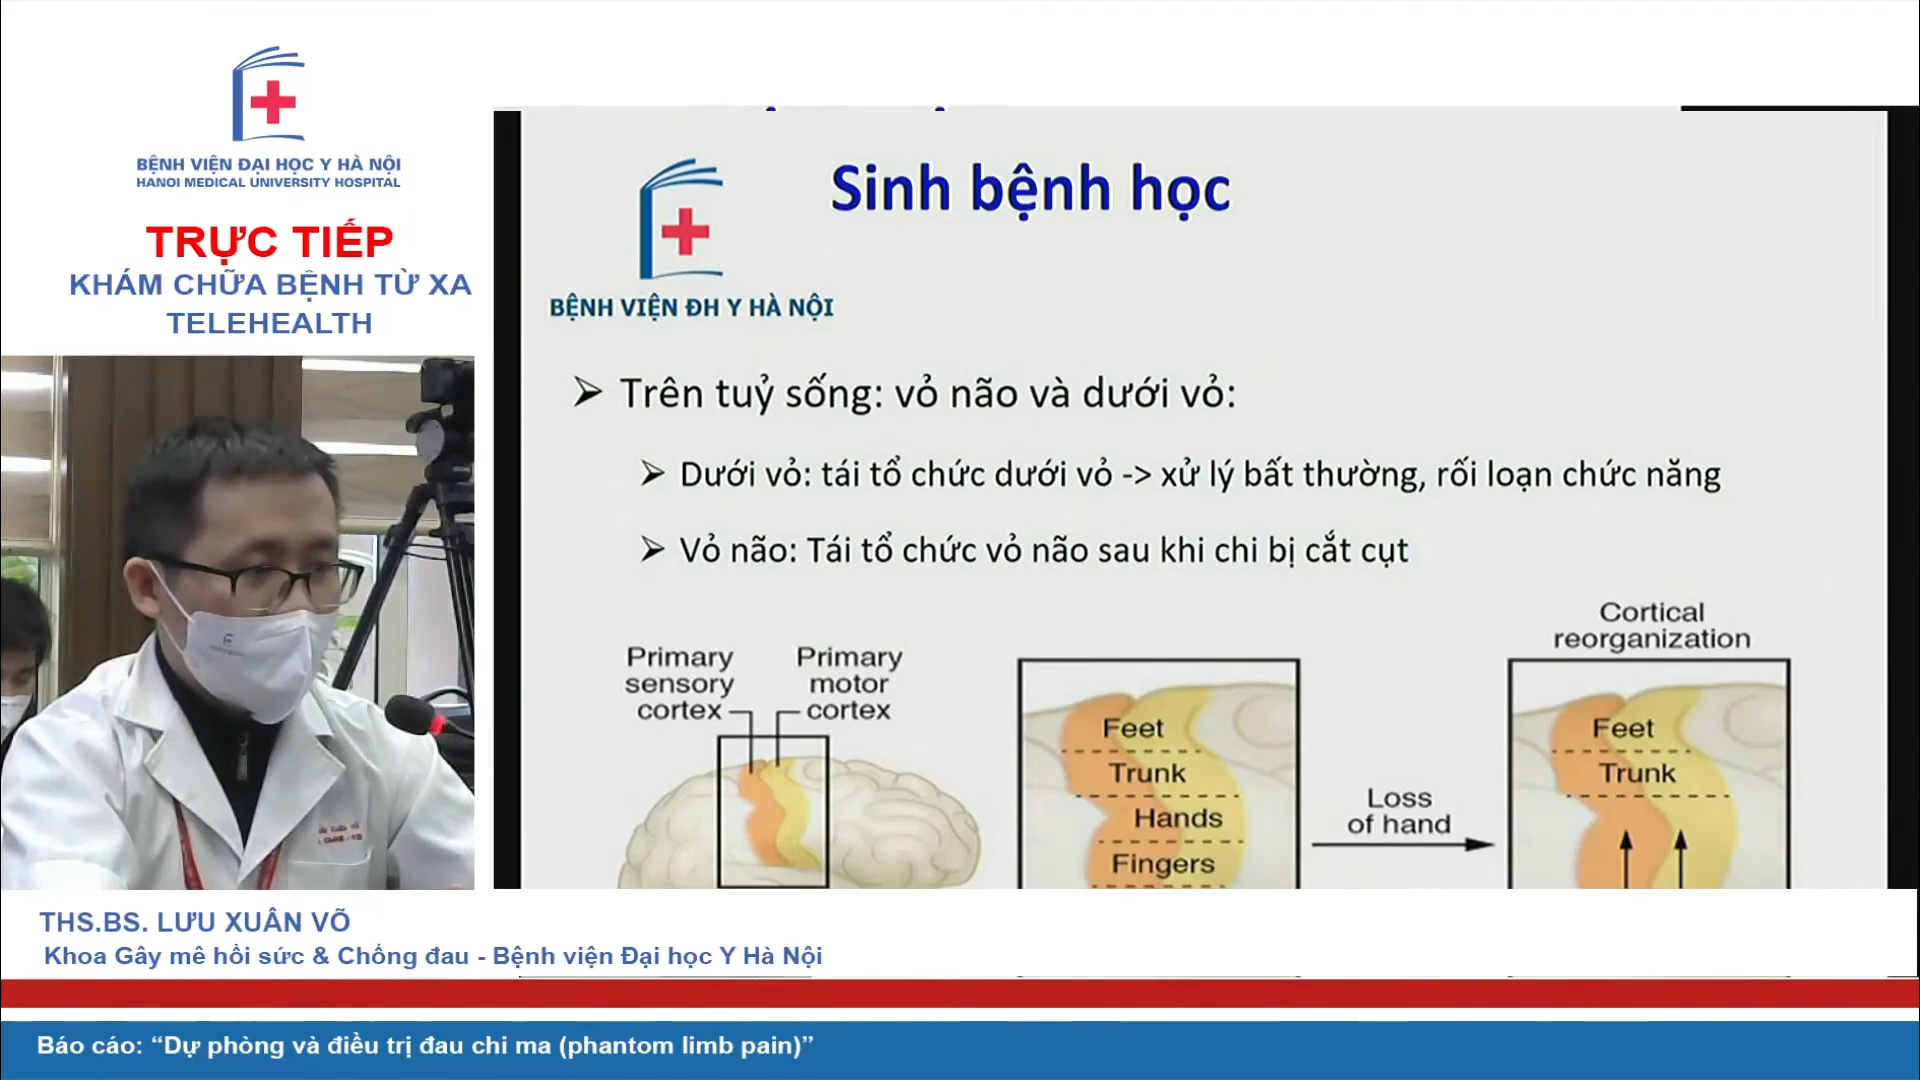 BỆNH VIỆN ĐẠI HỌC Y HÀ NỘI
HANOI MEDICAL UNIVERSITY HOSPITAL
TRỰC TIẾP
KHÁM CHỮA BỆNH TỪ XA
TELEHEALTH
Sinh bệnh học
BỆNH VIỆN ĐH Y HÀ NỘI
➢ Trên tuỷ sống: vỏ não và dưới vỏ:
➢ Dưới vỏ: tái tổ chức dưới vỏ -> xử lý bất thường, rối loạn chức năng
➢ Vỏ não: Tái tổ chức vỏ não sau khi chi bị cắt cụt
Primary
sensory
cortex
Primary
motor
cortex
Feet
Trunk
Hands
Fingers
Loss
of hand
Cortical
reorganization
Feet
Trunk
THS.BS. LƯU XUÂN VÕ
Khoa Gây mê hồi sức & Chống đau - Bệnh viện Đại học Y Hà Nội
Báo cáo: “Dự phòng và điều trị đau chi ma (phantom limb pain)”